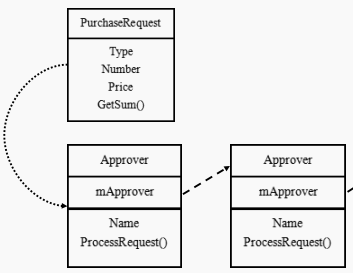 PurchaseRequest
Type
Number
Price
GetSum()
Approver
mApprover
Name
ProcessRequest()
Approver
mApprover
Name
ProcessRequest()